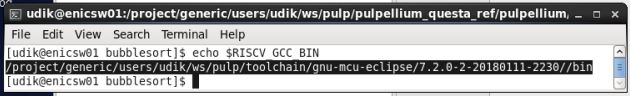 udik@enicsw01:/project/generic/users/udik/ws/pulp/pulpellium_questa_ref/pulpellium,
File Edit View Search Terminal Help
[udik@enicsw01 bubblesort]$ echo $RISCV_GCC_BIN
/project/generic/users/udik/ws/pulp/toolchain/gnu-mcu-eclipse/7.2.0-2-20180111-2230//bin
[udik@enicsw01 bubblesort]$